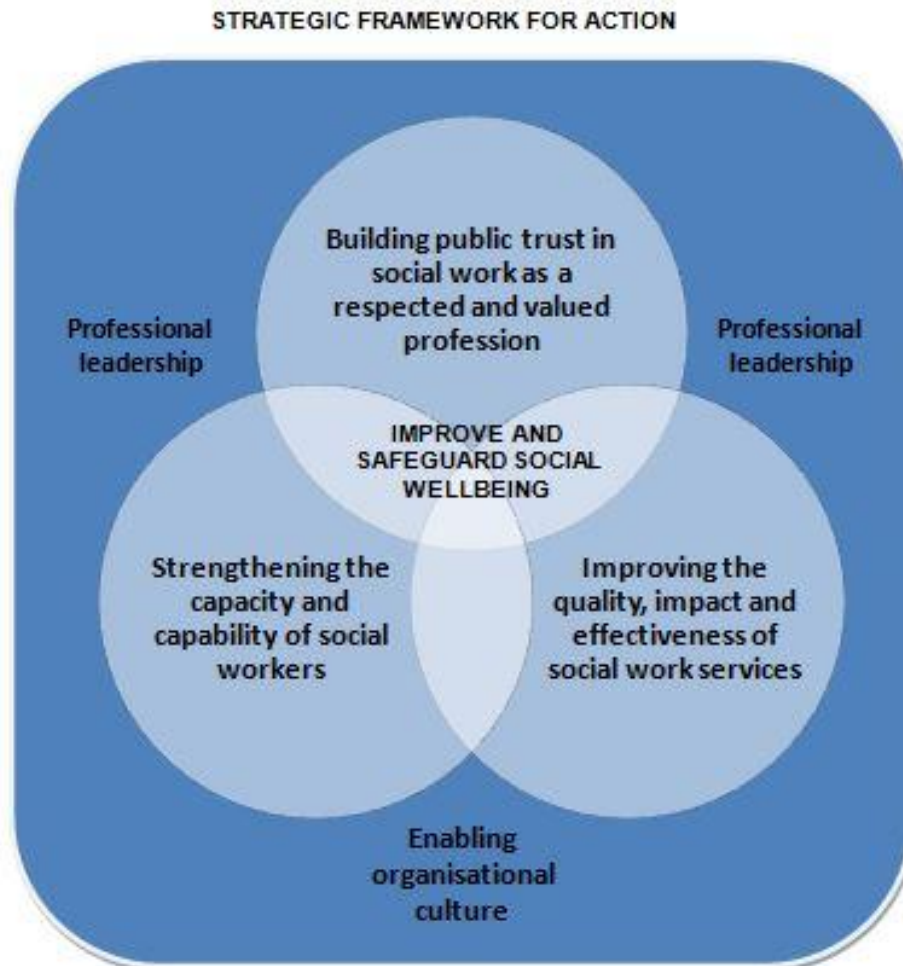 STRATEGIC FRAMEWORK FOR ACTION
Building public trust in
social work as a
respected and valued
profession
Professional
leadership
Professional
leadership
IMPROVE AND
SAFEGUARD SOCIAL
WELLBEING
Strengthening the
capacity and
capability of social
workers
Improving the
quality, impact and
effectiveness of
social work services
Enabling
organisational
culture